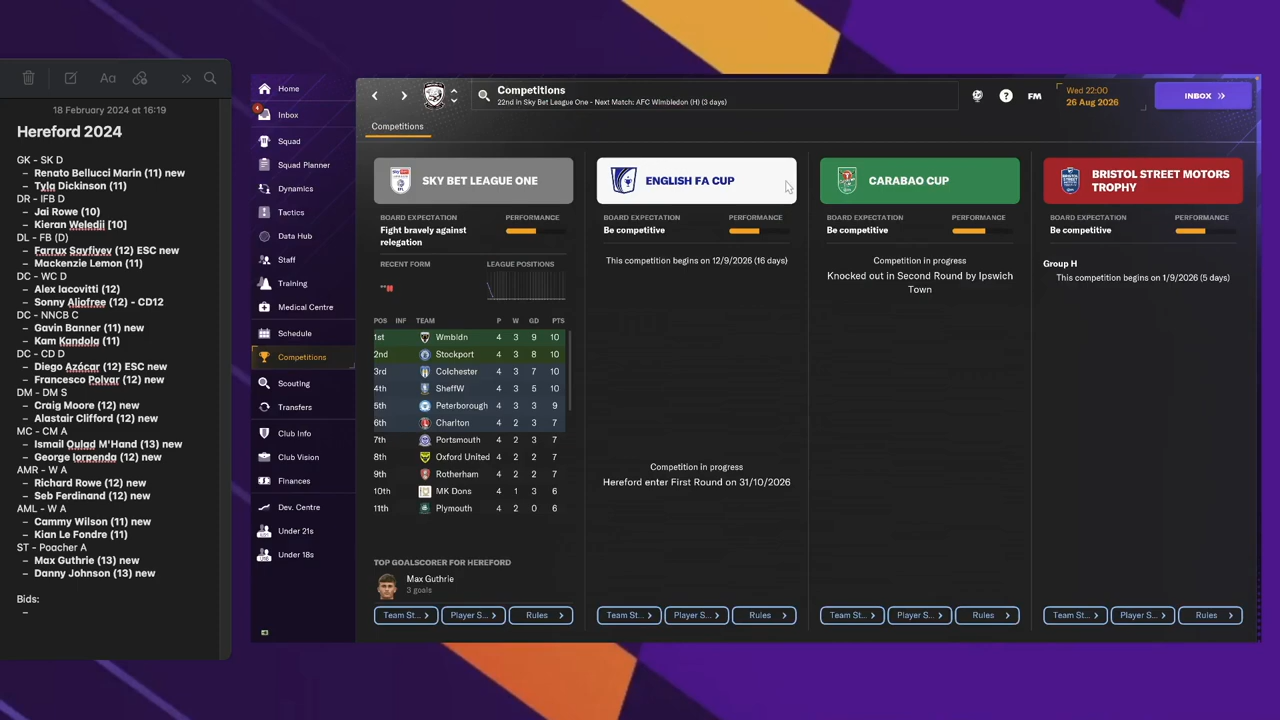 18 February 2024 at 16:19
Hereford 2024
GK - SK D
– Renato Bellucci Marin (11) new
– Tyla Dickinson (11)
DR - IFB D
– Jai Rowe (10)
– Kieran Weledji [10]
DL - FB (D)
– Farrux Sayfiyev (12) ESC new
– Mackenzie Lemon (11)
DC - WC D
– Alex Iacovitti (12)
– Sonny Aljofree (12) - CD12
DC - NNCB C
– Gavin Banner (11) new
– Kam Kandola (11)
DC - CD D
– Diego Azócar (12) ESC new
– Francesco Polvar (12) new
DM - DM S
– Craig Moore (12) new
– Alastair Clifford (12) new
MC - CM A
– Ismail Oulad M'Hand (13) new
– George Iorpenda (12) new
AMR - W A
– Richard Rowe (12) new
– Seb Ferdinand (12) new
AML - W A
– Cammy Wilson (11) new
– Kian Le Fondre (11)
ST - Poacher A
– Max Guthrie (13) new
– Danny Johnson (13) new
Bids:
–
Aa
Home
Inbox
Squad
Squad Planner
Dynamics
Tactics
Data Hub
Staff
Training
Medical Centre
Schedule
Competitions
Scouting
Transfers
Club Info
Club Vision
Finances
Dev. Centre
Under 21s
Under 18s
Competitions
22nd in Sky Bet League One - Next Match: AFC Wimbledon (H) (3 days)
? FM
Wed 22:00
26 Aug 2026
INBOX
Competitions
SKY BET LEAGUE ONE
BOARD EXPECTATION PERFORMANCE
Fight bravely against
relegation
RECENT FORM LEAGUE POSITIONS
POS INF TEAM P W GD PTS
1st Wmbldn 4 3 9 10
2nd Stockport 4 3 8 10
3rd Colchester 4 3 7 10
4th SheffW 4 3 5 10
5th Peterborough 4 3 3 9
6th Charlton 4 2 3 7
7th Portsmouth 4 2 3 7
8th Oxford United 4 2 2 7
9th Rotherham 4 2 2 7
10th MK Dons 4 1 3 6
11th Plymouth 4 2 0 6
TOP GOALSCORER FOR HEREFORD
Max Guthrie
3 goals
Team St... Player S... Rules
ENGLISH FA CUP
BOARD EXPECTATION PERFORMANCE
Be competitive
This competition begins on 12/9/2026 (16 days)
Competition in progress
Hereford enter First Round on 31/10/2026
Team St... Player S... Rules
CARABAO CUP
BOARD EXPECTATION PERFORMANCE
Be competitive
Competition in progress
Knocked out in Second Round by Ipswich
Town
Team St... Player S... Rules
BRISTOL STREET MOTORS
TROPHY
BOARD EXPECTATION PERFORMANCE
Be competitive
Group H
This competition begins on 1/9/2026 (5 days)
Team St... Player S... Rules